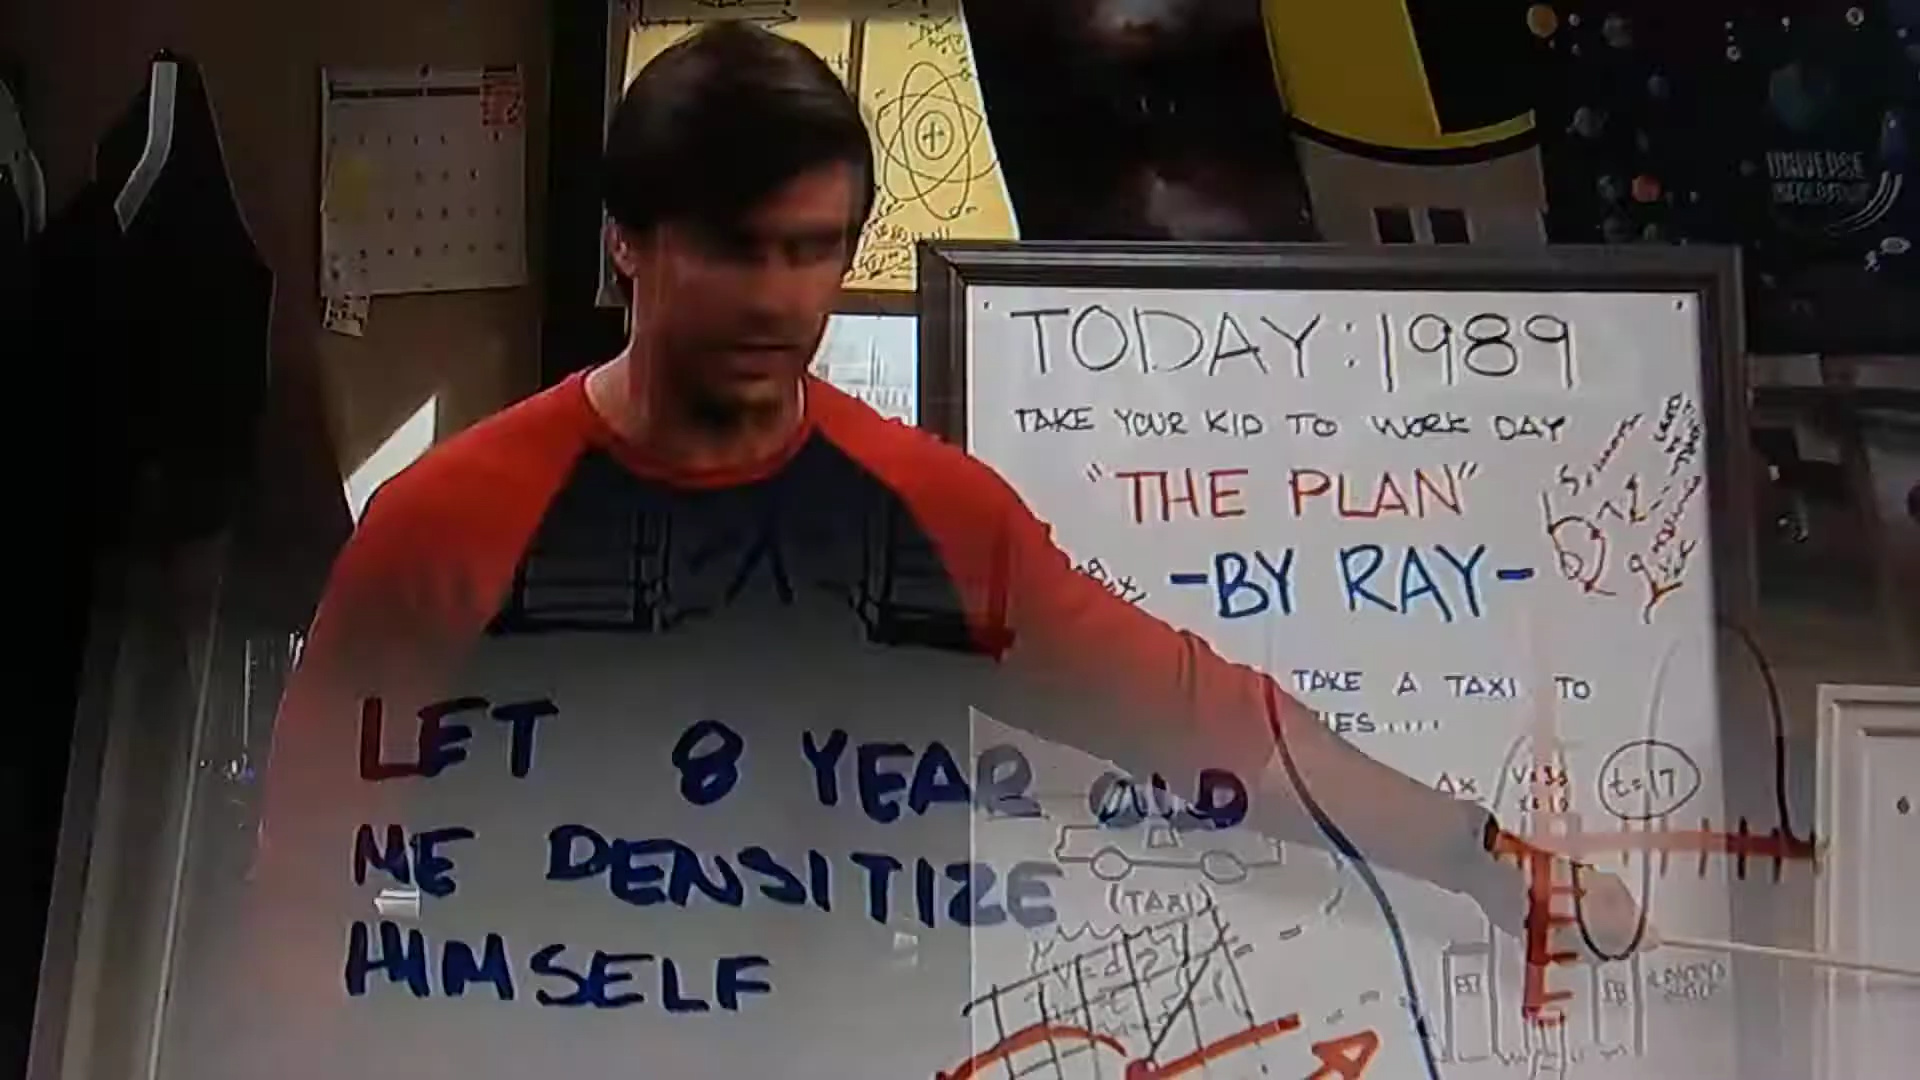 TODAY: 1989
TAKE YOUR KID TO WORK DAY
"THE PLAN"
-BY RAY-
TAKE A TAXI TO
t=17
LET 8 YEAR OLD
ME DENSITIZE
HIMSELF
(TAXI)
UNIVERSE